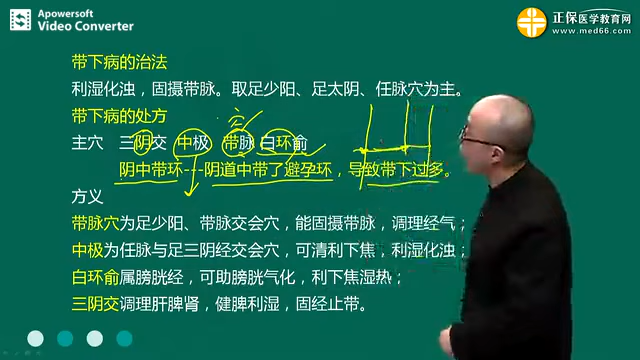 Apowersoft
Video Converter
正保医学教育网
www.med66.com
带下病的治法
利湿化浊，固摄带脉。取足少阳、足太阴、任脉穴为主。
带下病的处方
主穴 三阴交 中极 带脉 白环俞
阴中带环---阴道中带了避孕环，导致带下过多。
方义
带脉穴为足少阳、带脉交会穴，能固摄带脉，调理经气；
中极为任脉与足三阴经交会穴，可清利下焦，利湿化浊；
白环俞属膀胱经，可助膀胱气化，利下焦湿热；
三阴交调理肝脾肾，健脾利湿，固经止带。